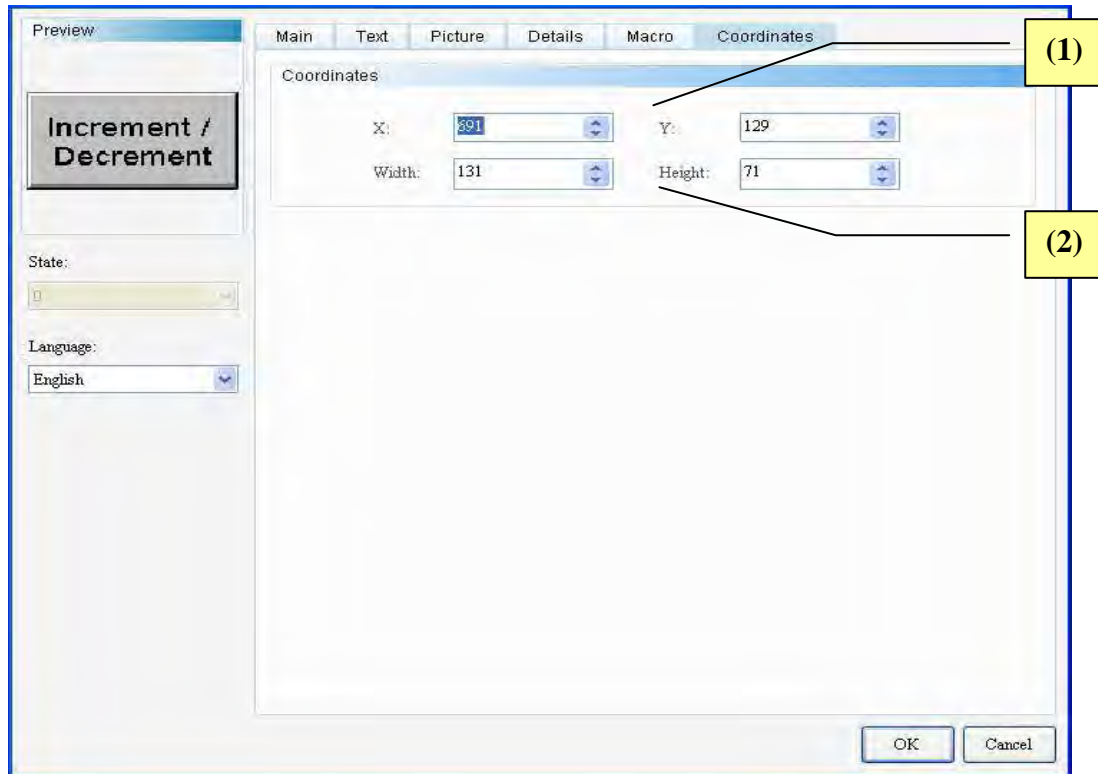 Preview
Main Text Picture Details Macro Coordinates
(1)
Coordinates
X: 691 Y: 129
Width: 131 Height: 71
Increment /
Decrement
(2)
State:
0
Language:
English
OK Cancel